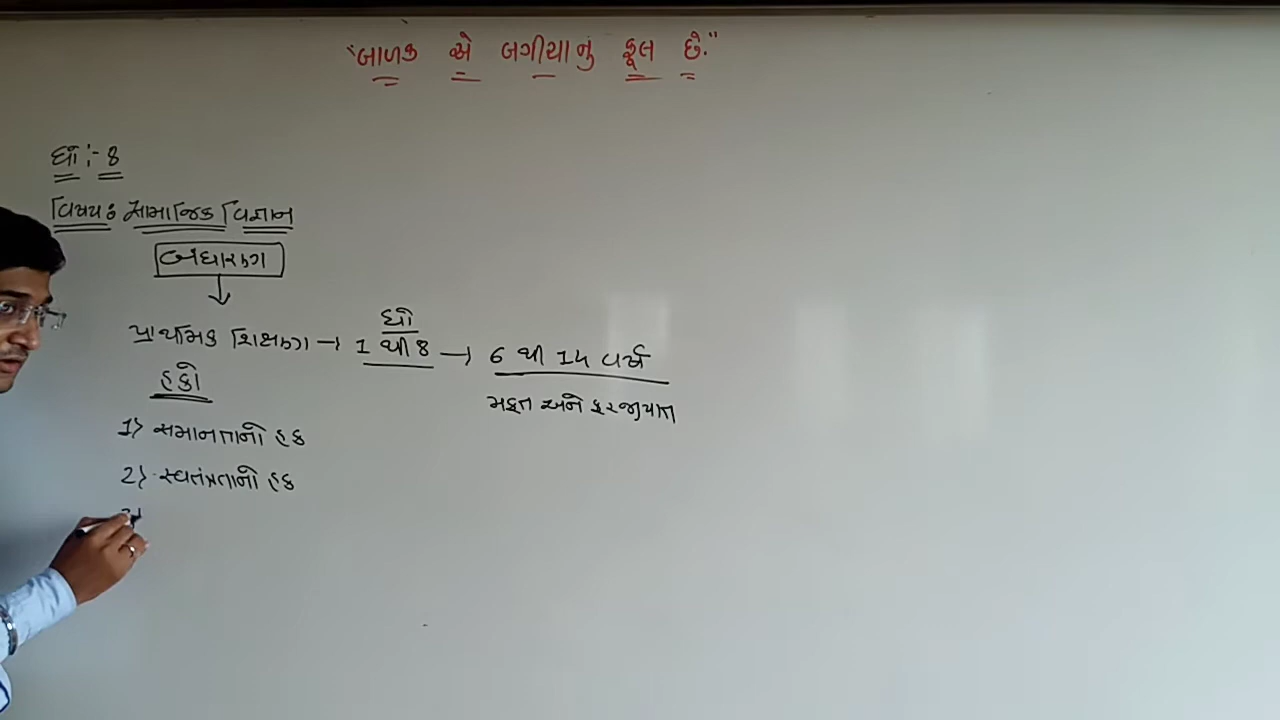 "બાળક એ બગીચાનું ફૂલ છે."
ધો :- 8
વિષય : સામાજિક વિજ્ઞાન
બંધારણ
પ્રાથમિક શિક્ષણ → 1 થી 8 → 6 થી 14 વર્ષ
ધો
મફત અને ફરજીયાત
હકો
1) સમાનતાનો હક
2) સ્વતંત્રતાનો હક